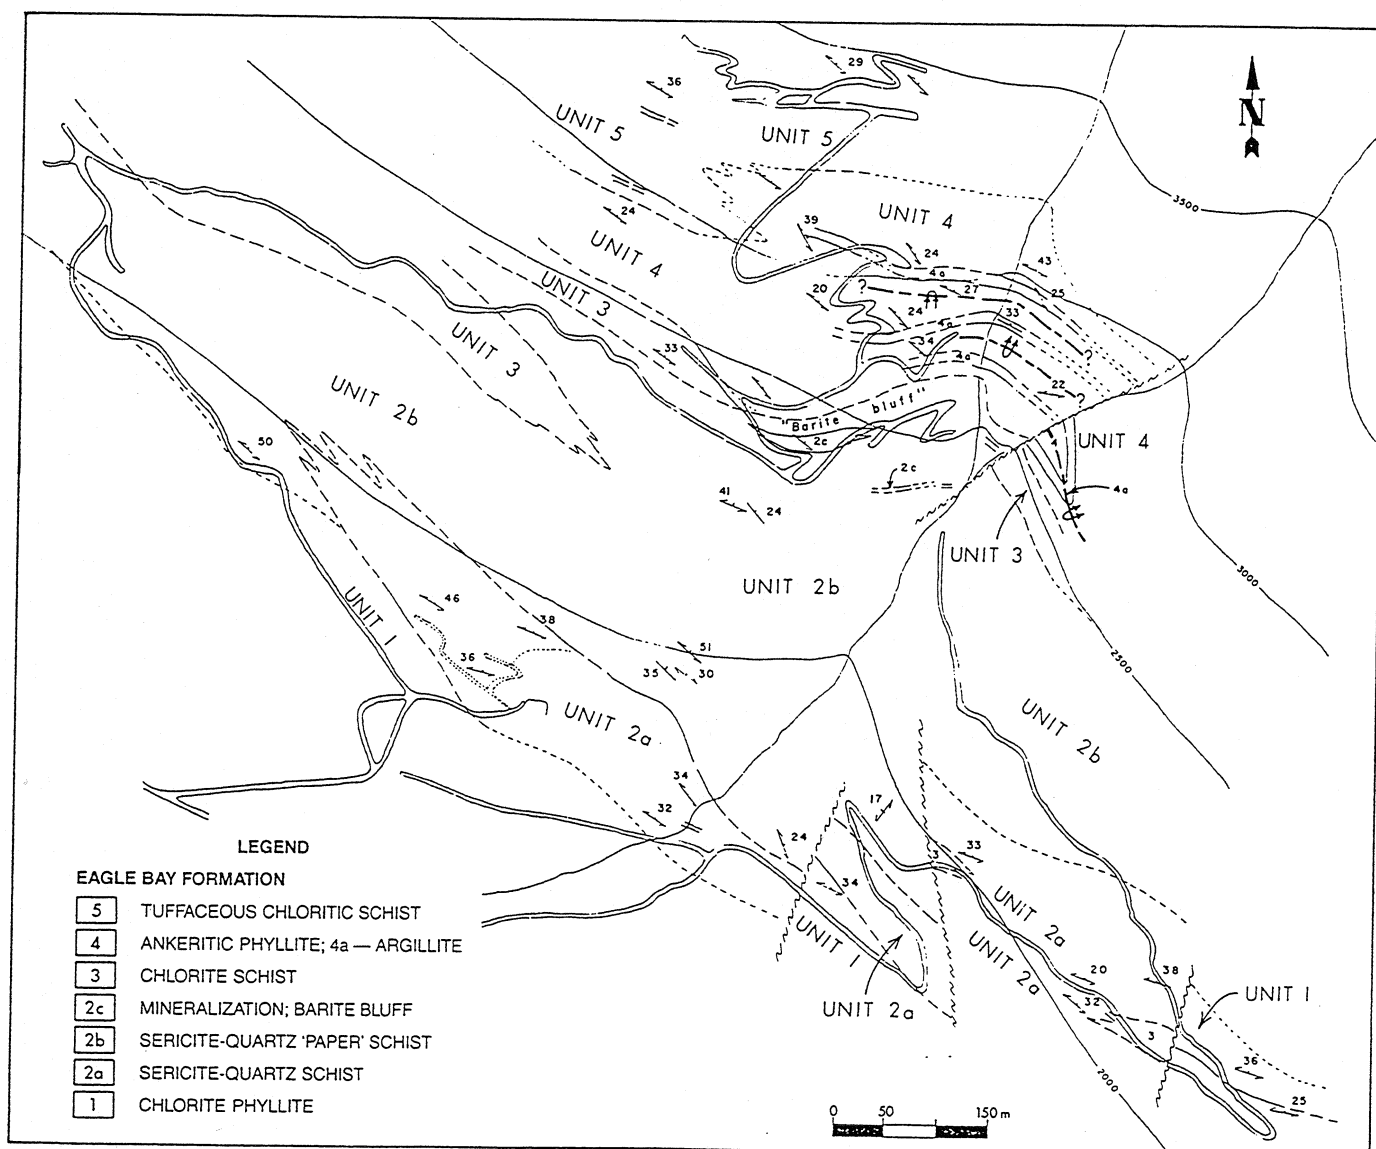 29
36
UNIT 5
UNIT 5
N
3500
24
39
UNIT 4
UNIT 4
24
43
4a
?
27
25
20
24
4a
33
UNIT 3
34
4a
?
33
UNIT 3
22
?
UNIT 2b
"Barite bluff"
2c
4
UNIT 4
50
2c
4a
41
24
UNIT 3
3000
UNIT 2b
46
UNIT 1
38
51
36
35
30
2500
UNIT 2a
UNIT 2b
34
32
17
24
3
33
34
UNIT 2a
UNIT 1
UNIT 2a
20
38
UNIT 2a
32
UNIT 1
3
36
2000
25
LEGEND
EAGLE BAY FORMATION
5 TUFFACEOUS CHLORITIC SCHIST
4 ANKERITIC PHYLLITE; 4a — ARGILLITE
3 CHLORITE SCHIST
2c MINERALIZATION; BARITE BLUFF
2b SERICITE-QUARTZ 'PAPER' SCHIST
2a SERICITE-QUARTZ SCHIST
1 CHLORITE PHYLLITE
0 50 150 m